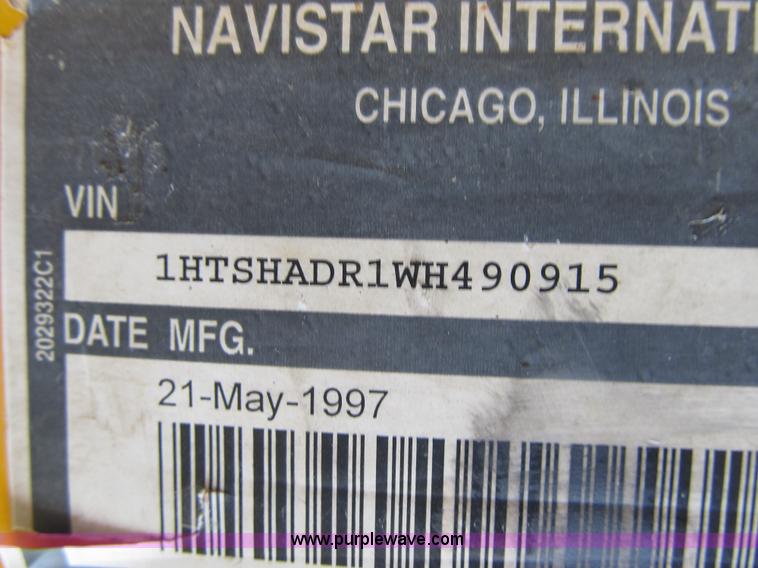 NAVISTAR INTERNATI
CHICAGO, ILLINOIS
VIN
1HTSHADR1WH490915
2029322C1
DATE MFG.
21-May-1997
www.purplewave.com